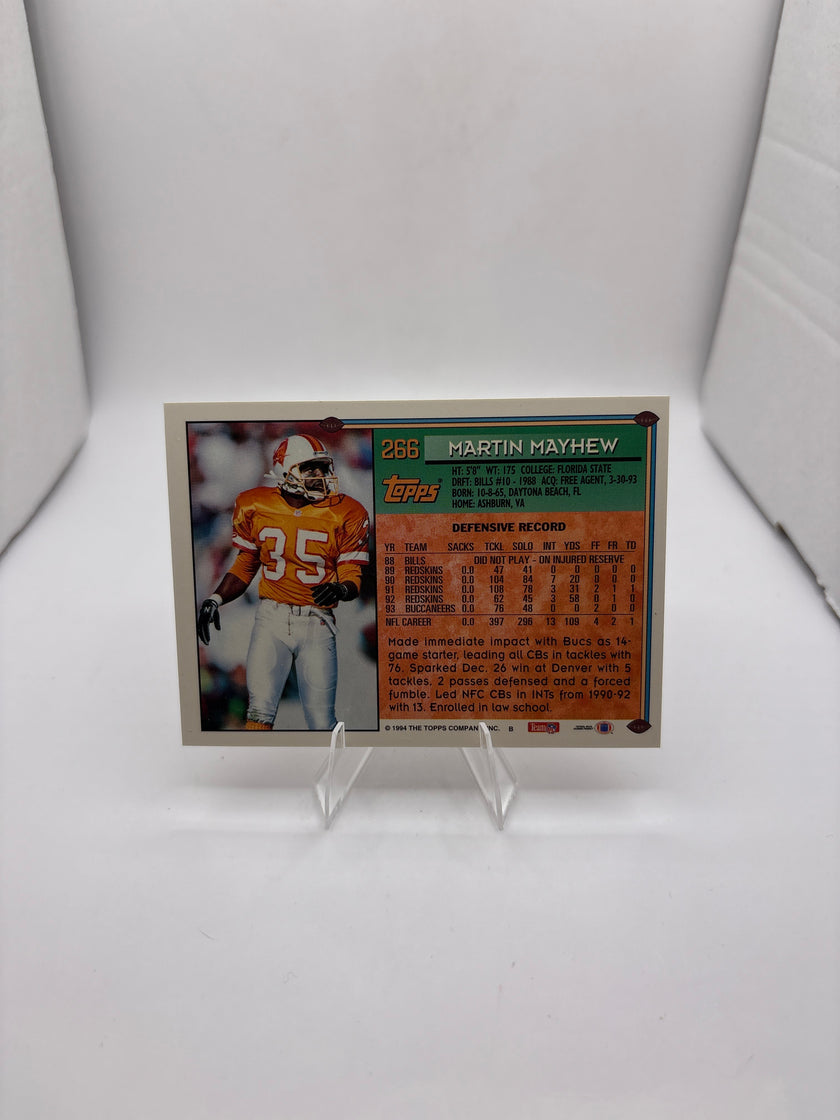 266 MARTIN MAYHEW
topps
HT: 5'8" WT: 175 COLLEGE: FLORIDA STATE
DRFT: BILLS #10 - 1988 ACQ: FREE AGENT, 3-30-93
BORN: 10-8-65, DAYTONA BEACH, FL
HOME: ASHBURN, VA
DEFENSIVE RECORD
YR TEAM SACKS TCKL SOLO INT YDS FF FR TD
88 BILLS DID NOT PLAY - ON INJURED RESERVE
89 REDSKINS 0.0 47 41 0 0 0 0 0
90 REDSKINS 0.0 104 84 7 20 0 0 0
91 REDSKINS 0.0 108 78 3 31 2 1 1
92 REDSKINS 0.0 62 45 3 58 0 1 0
93 BUCCANEERS 0.0 76 48 0 0 2 0 0
NFL CAREER 0.0 397 296 13 109 4 2 1
Made immediate impact with Bucs as 14-
game starter, leading all CBs in tackles with
76. Sparked Dec. 26 win at Denver with 5
tackles, 2 passes defensed and a forced
fumble. Led NFC CBs in INTs from 1990-92
with 13. Enrolled in law school.
© 1994 THE TOPPS COMPANY, INC. B
Team NFL
35
35